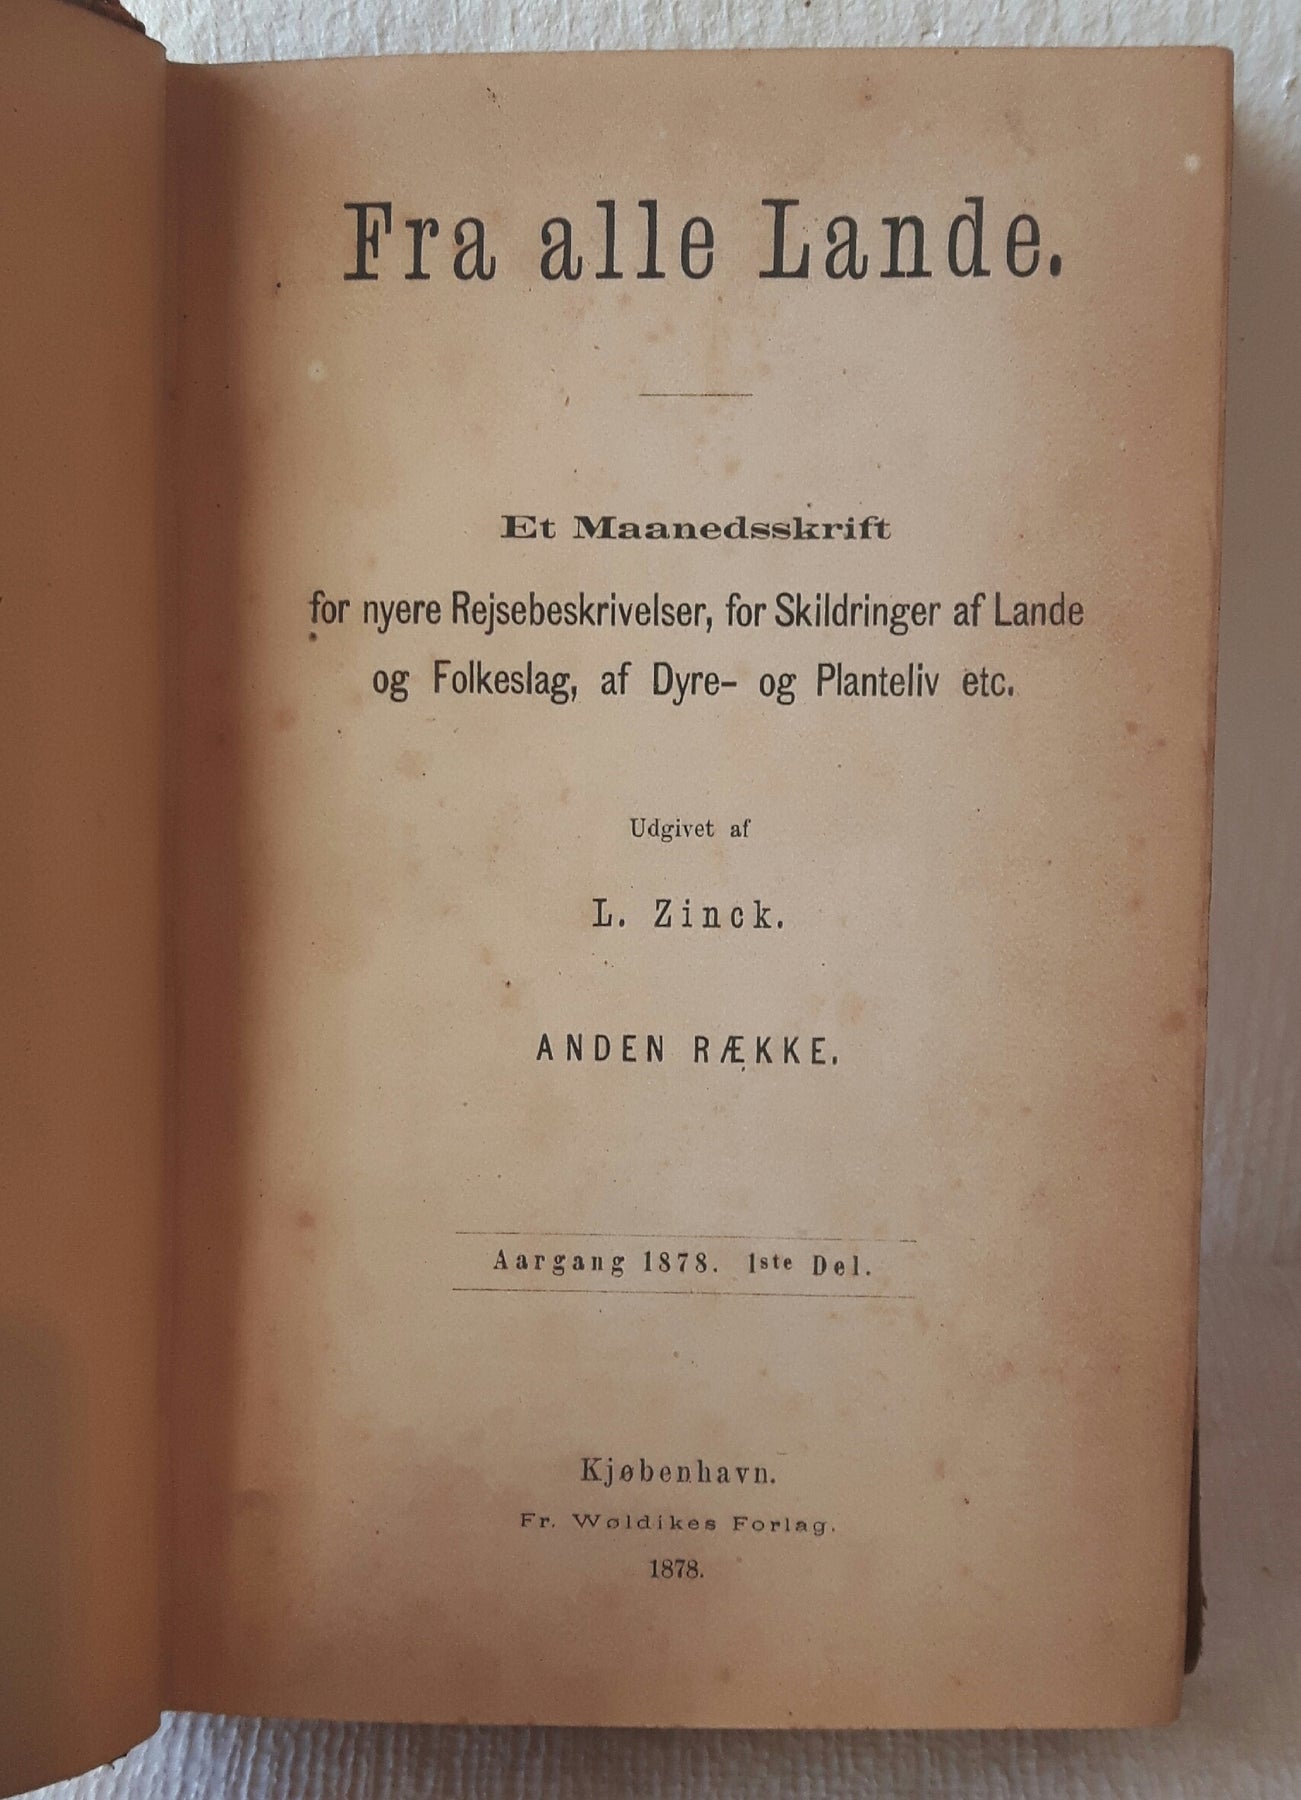 Fra alle Lande.
Et Maanedsskrift
for nyere Rejsebeskrivelser, for Skildringer af Lande
og Folkeslag, af Dyre- og Planteliv etc.
Udgivet af
L. Zinck.
ANDEN RÆKKE.
Aargang 1878. 1ste Del.
Kjøbenhavn.
Fr. Wøldikes Forlag.
1878.